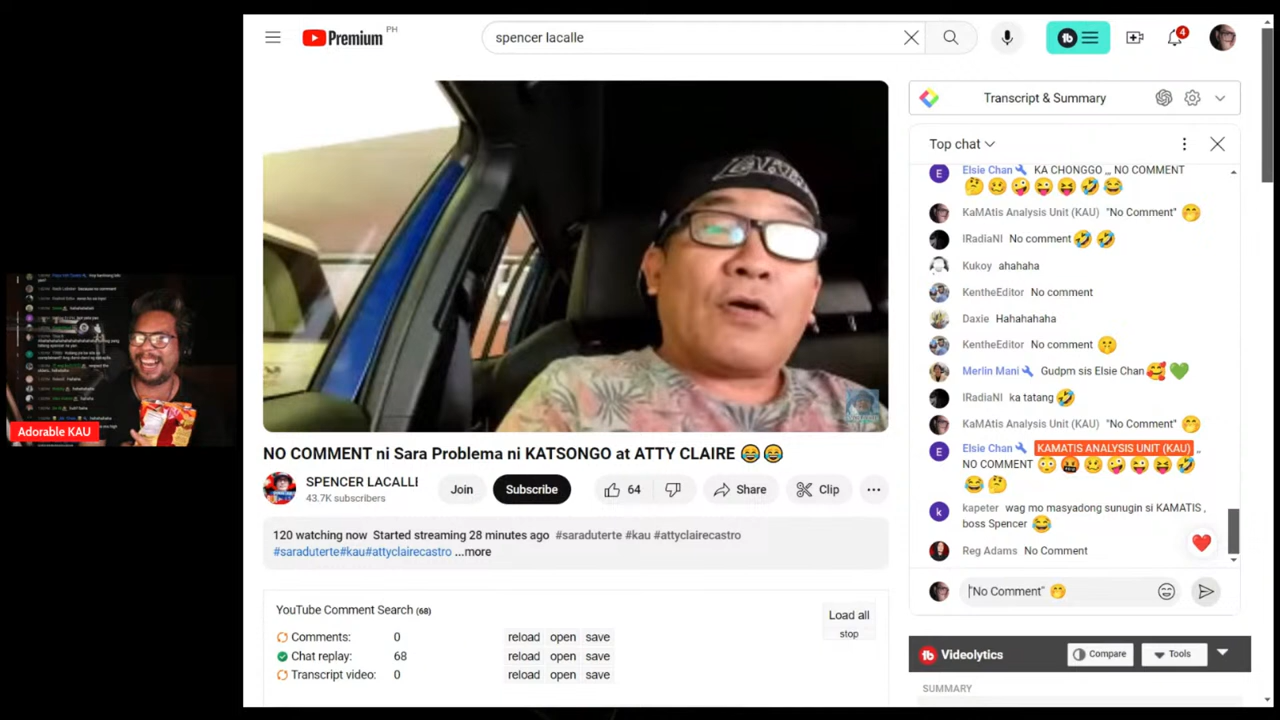 Premium PH
spencer lacalle
4
Transcript & Summary
Top chat
Elsie Chan KA CHONGGO ,,, NO COMMENT
🤔🥴🤪😜😝🤣😂
KaMAtis Analysis Unit (KAU) "No Comment" 🤭
IRadiaNI No comment 🤣🤣
Kukoy ahahaha
KentheEditor No comment
Daxie Hahahahaha
KentheEditor No comment 🤫
Merlin Mani Gudpm sis Elsie Chan 🥰💚
IRadiaNI ka tatang 🤣
KaMAtis Analysis Unit (KAU) "No Comment" 🤭
Elsie Chan KAMATIS ANALYSIS UNIT (KAU) ,,
NO COMMENT 😳🤬🥴🤪😜😝🤣
😂🤔
kapeter wag mo masyadong sunugin si KAMATIS ,
boss Spencer 😂
Reg Adams No Comment
"No Comment" 🤭
Adorable KAU
NO COMMENT ni Sara Problema ni KATSONGO at ATTY CLAIRE 😂😂
SPENCER LACALLE
43.7K subscribers
Join
Subscribe
64
Share
Clip
120 watching now Started streaming 28 minutes ago #saraduterte #kau #attyclairecastro
#saraduterte#kau#attyclairecastro ...more
YouTube Comment Search (68)
Load all
stop
Comments: 0 reload open save
Chat replay: 68 reload open save
Transcript video: 0 reload open save
Videolytics
Compare
Tools
SUMMARY